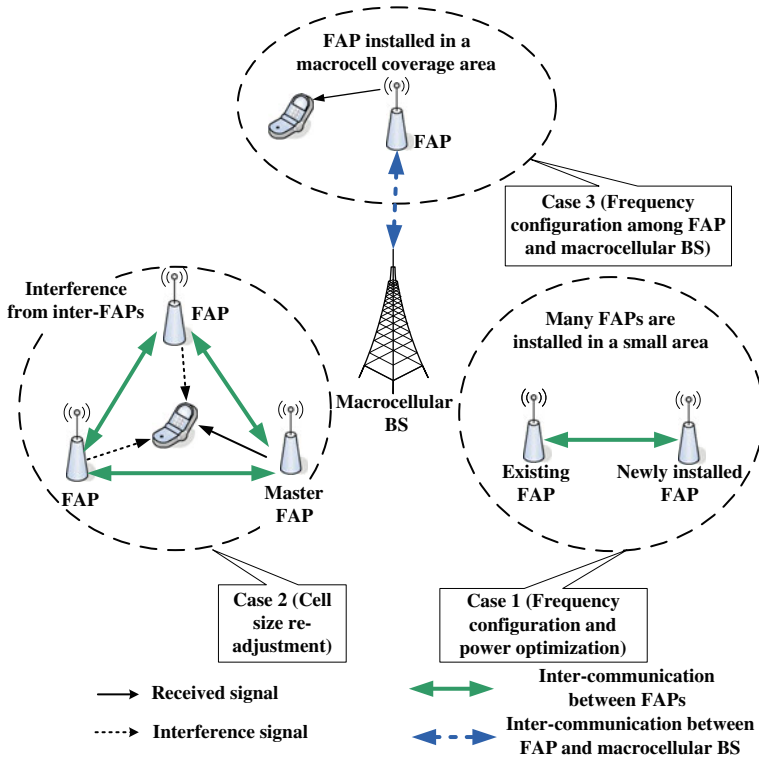 FAP installed in a
macrocell coverage area
FAP
Case 3 (Frequency
configuration among FAP
and macrocellular BS)
Interference
from inter-FAPs
FAP
FAP
Master
FAP
Macrocellular
BS
Many FAPs are
installed in a small area
Existing
FAP
Newly installed
FAP
Case 2 (Cell
size re-
adjustment)
Case 1 (Frequency
configuration and
power optimization)
Received signal
Interference signal
Inter-communication
between FAPs
Inter-communication between
FAP and macrocellular BS